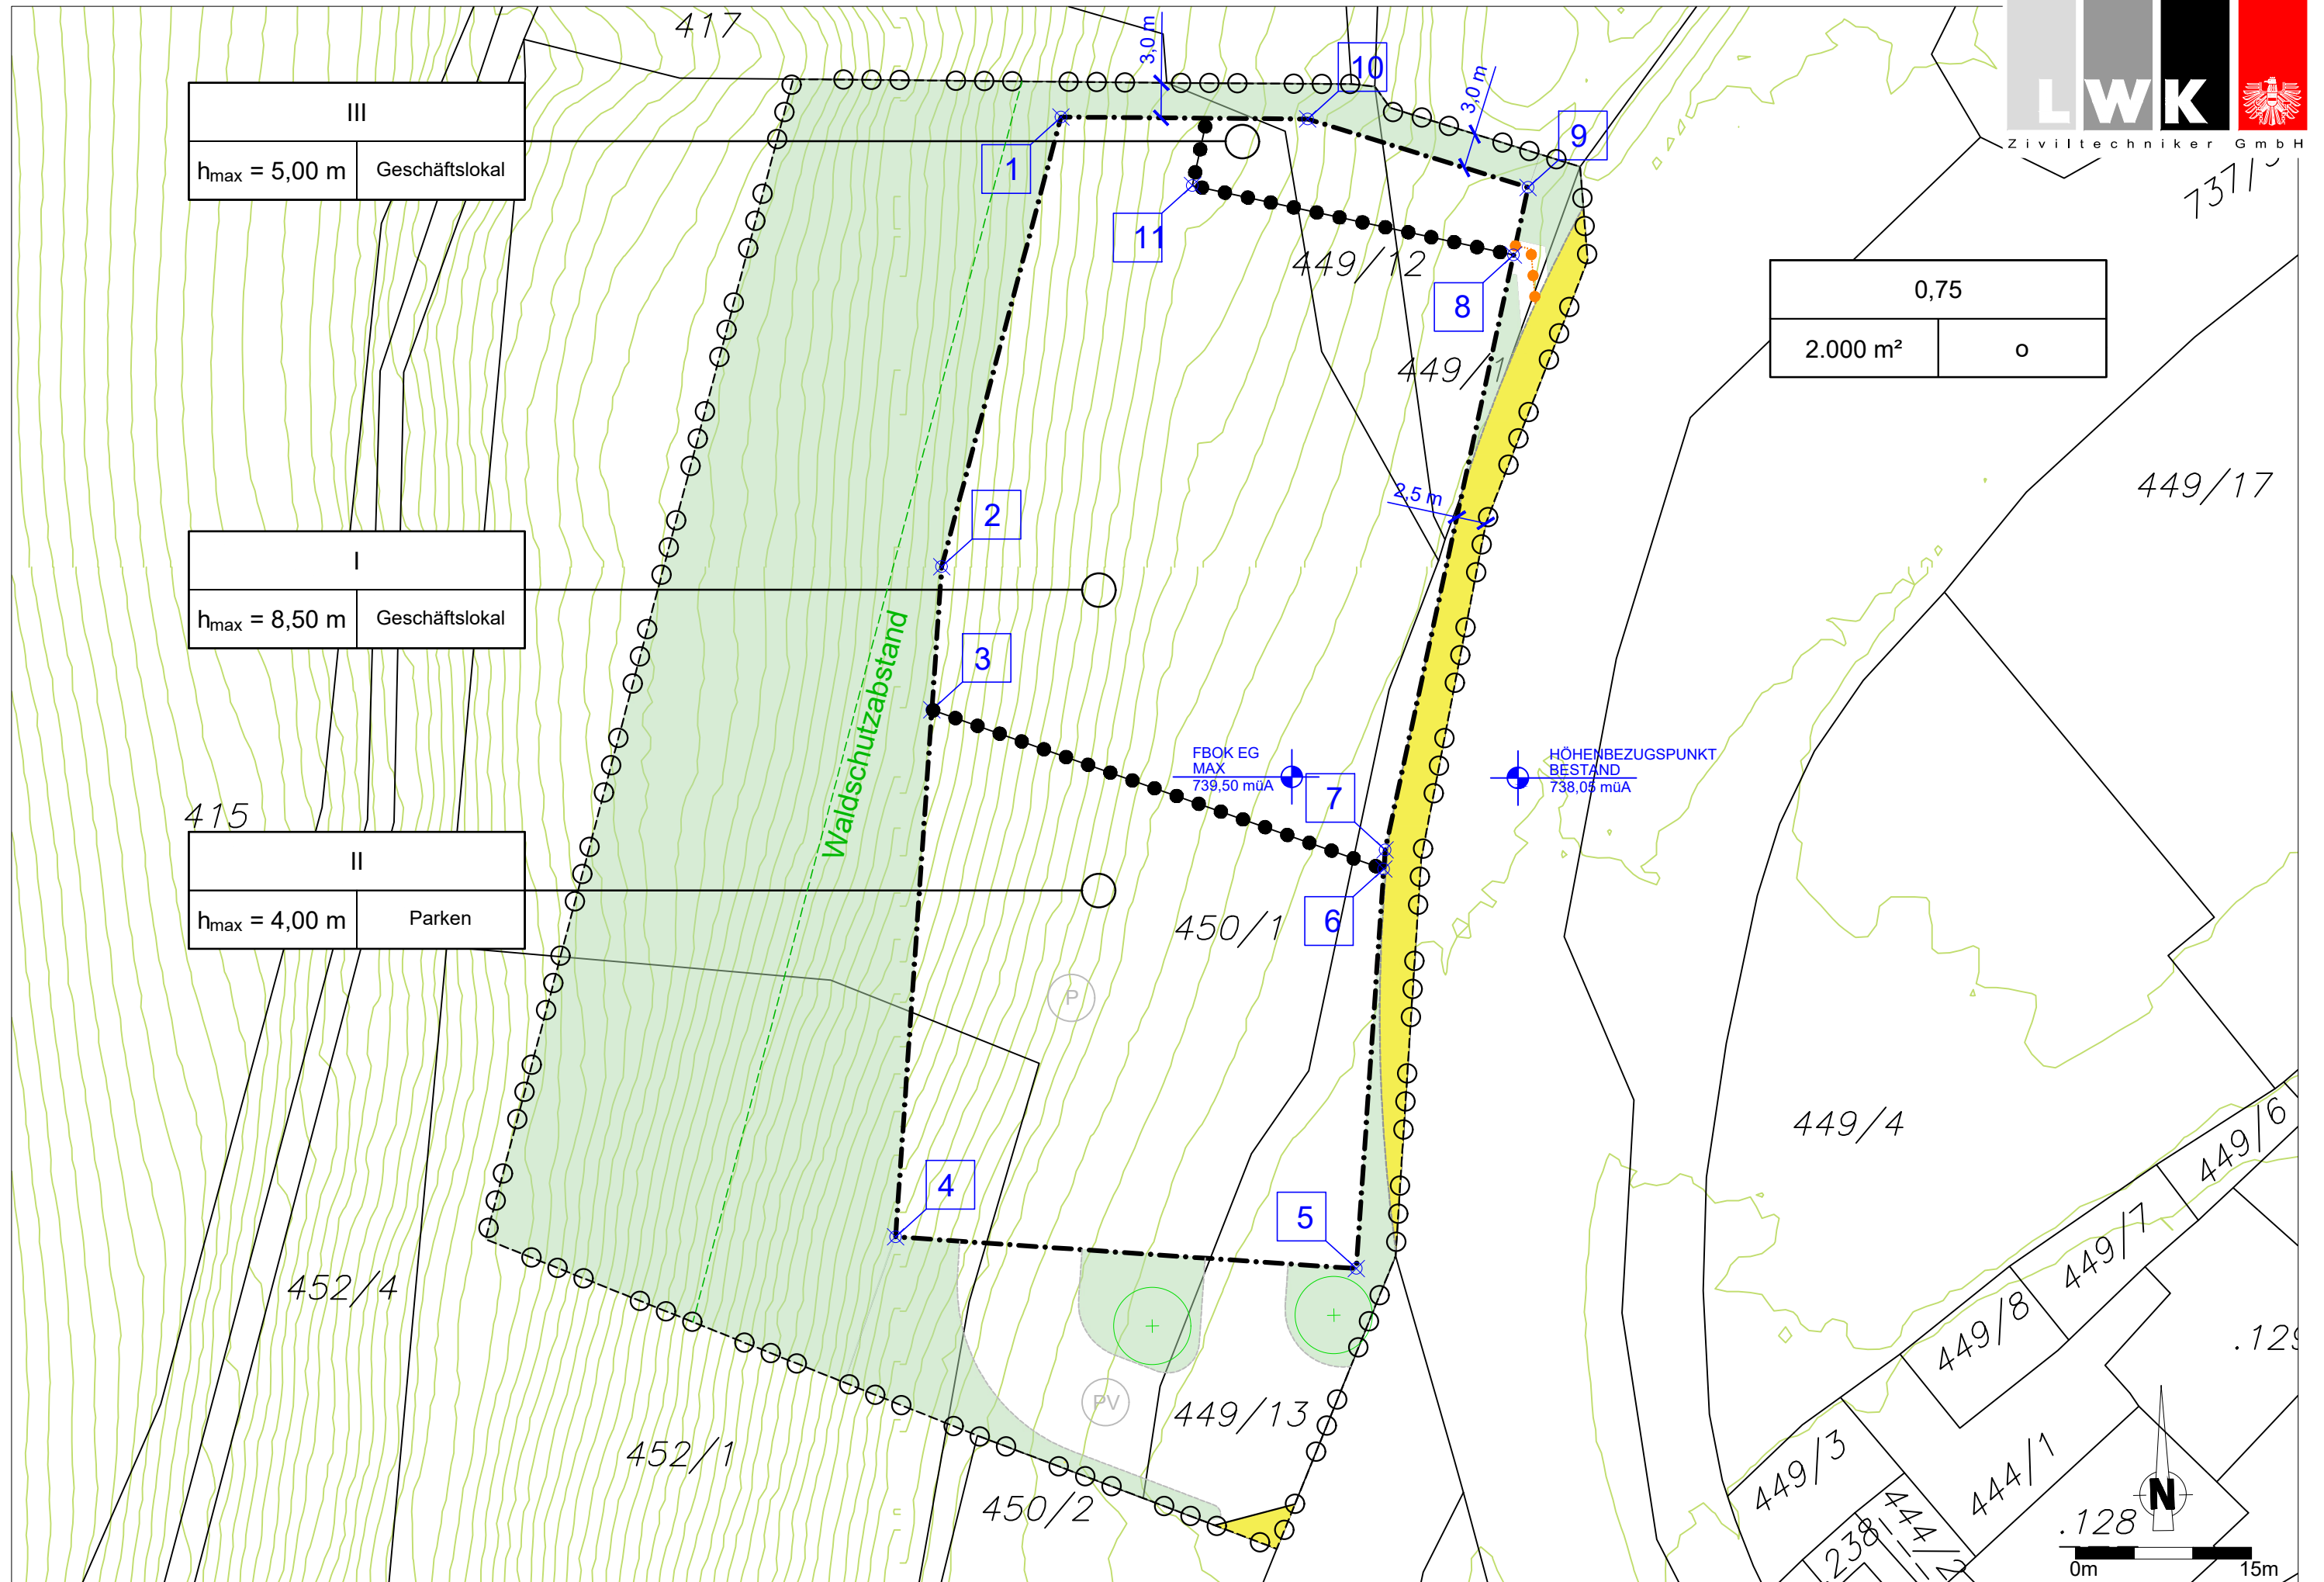 417
3,0 m
10
3,0 m
9
LWK
Ziviltechniker GmbH
III
hmax = 5,00 m
Geschäftslokal
1
11
449/12
8
449/1
0,75
2.000 m²
o
449/17
2,5 m
2
I
hmax = 8,50 m
Geschäftslokal
3
Waldschutzabstand
FBOK EG
MAX
739,50 müA
HÖHENBEZUGSPUNKT
BESTAND
738,05 müA
7
415
II
hmax = 4,00 m
Parken
6
450/1
P
449/4
449/6
4
5
449/7
452/4
449/8
PV
449/13
452/1
450/2
449/3
444/1
444/2
238
.128
N
0m
15m